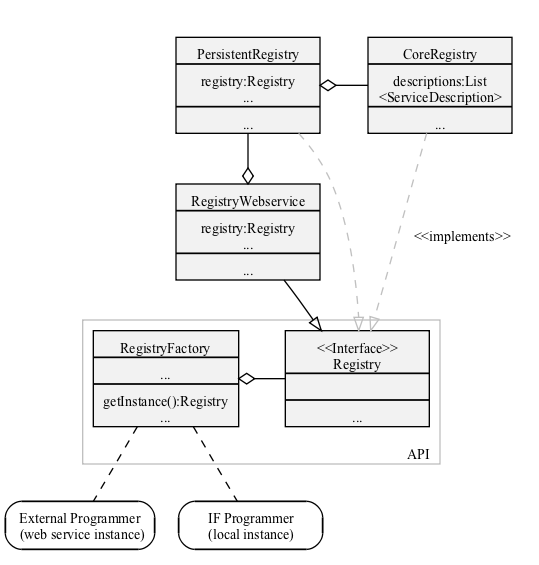 PersistentRegistry
registry:Registry
...
...
CoreRegistry
descriptions:List
<ServiceDescription>
...
RegistryWebservice
registry:Registry
...
...
<<implements>>
RegistryFactory
...
getInstance():Registry
...
<<Interface>>
Registry
...
API
External Programmer
(web service instance)
IF Programmer
(local instance)